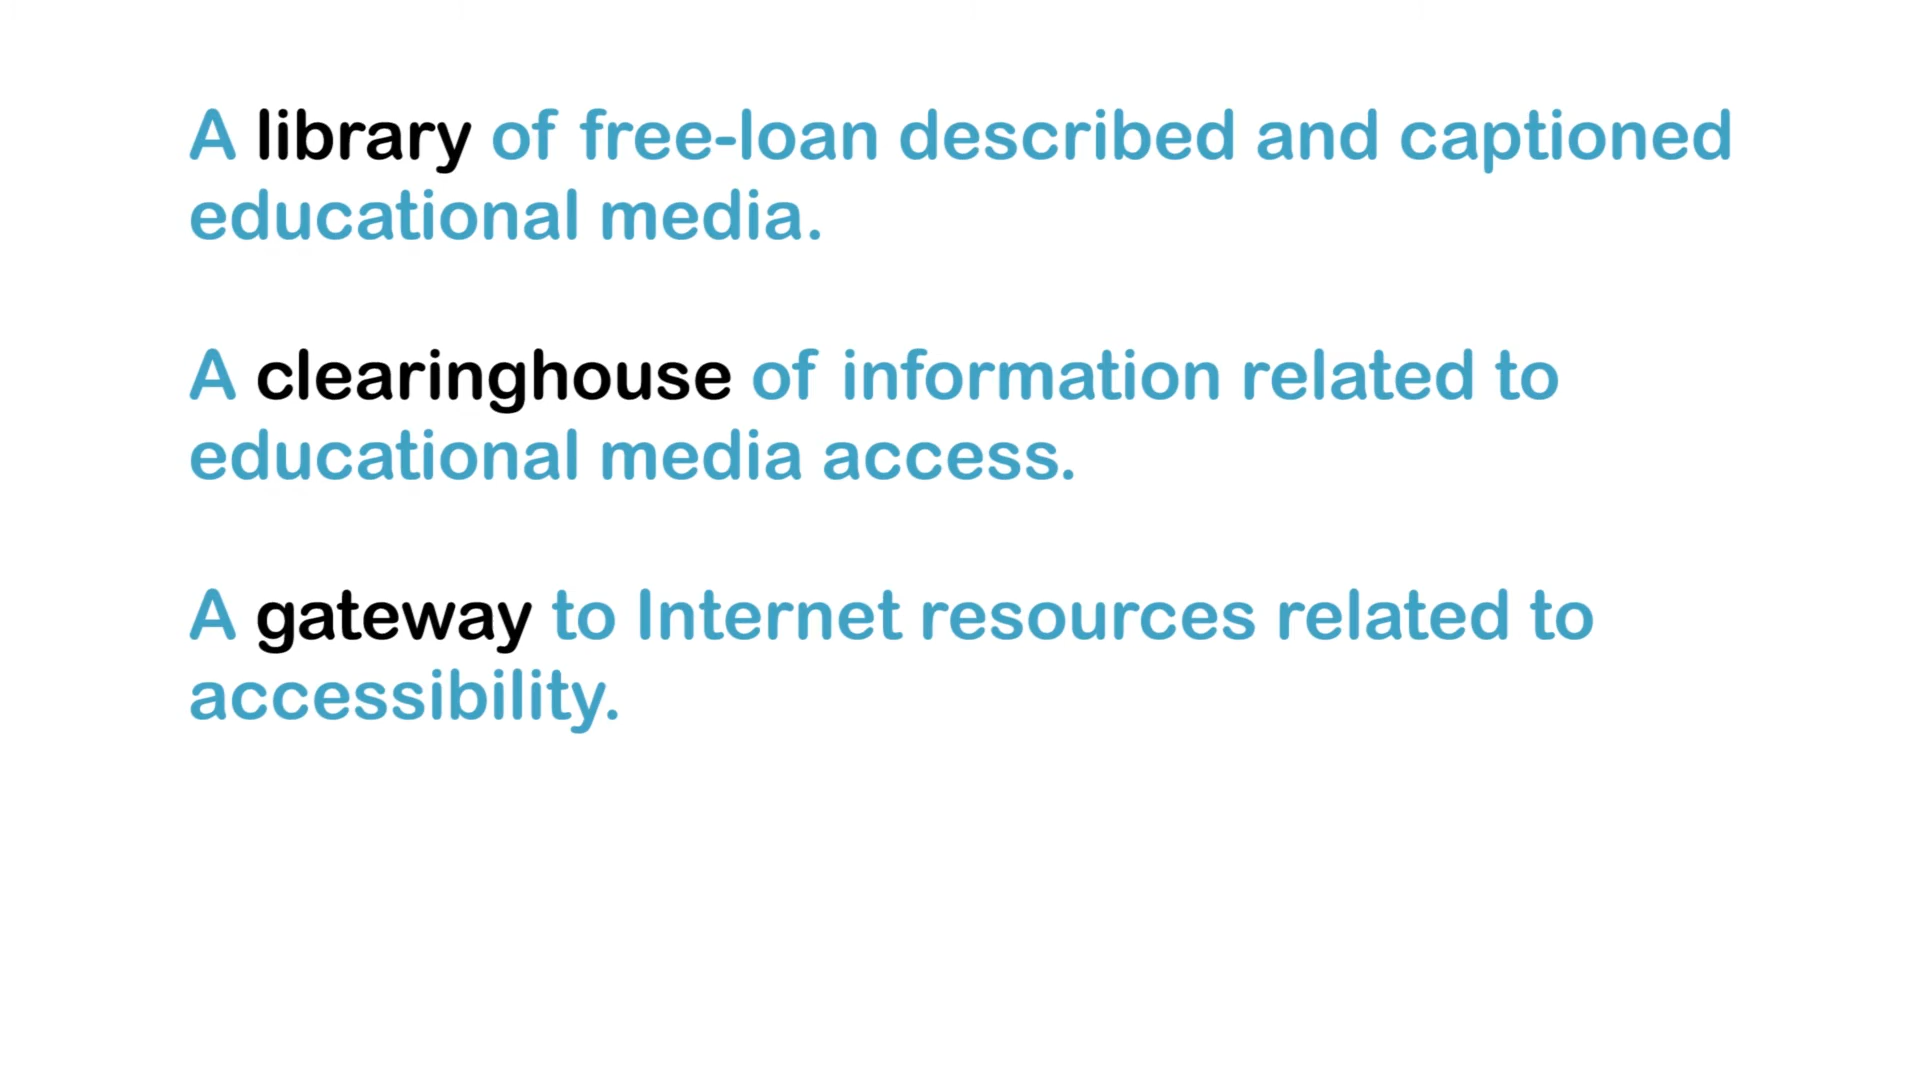 A library of free-loan described and captioned
educational media.
A clearinghouse of information related to
educational media access.
A gateway to Internet resources related to
accessibility.